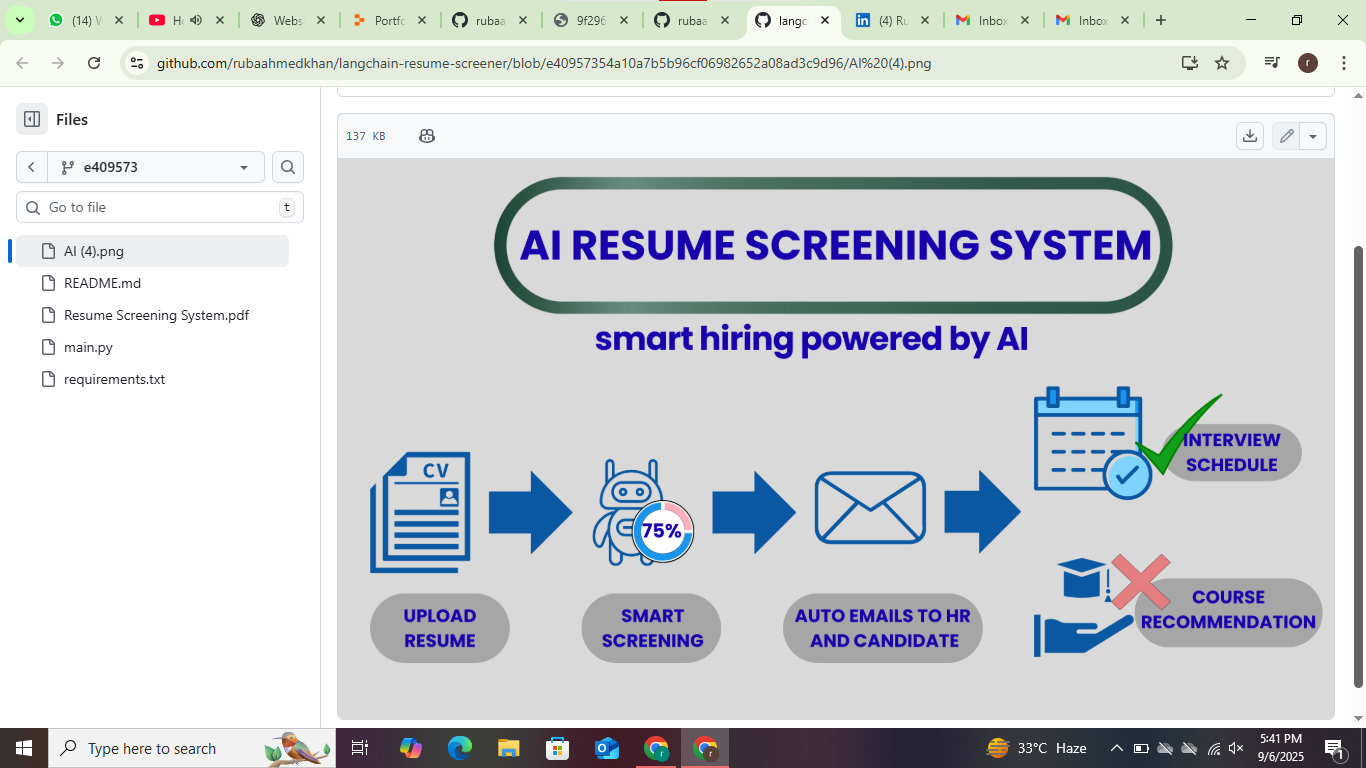 (14) W
He
Webs
Portfo
rubaa
9f296
rubaa
langc
(4) Ru
Inbox
Inbox
github.com/rubaahmedkhan/langchain-resume-screener/blob/e40957354a10a7b5b96cf06982652a08ad3c9d96/AI%20(4).png
r
Files
e409573
Go to file
t
AI (4).png
README.md
Resume Screening System.pdf
main.py
requirements.txt
137 KB
AI RESUME SCREENING SYSTEM
smart hiring powered by AI
CV
75%
UPLOAD
RESUME
SMART
SCREENING
AUTO EMAILS TO HR
AND CANDIDATE
INTERVIEW
SCHEDULE
COURSE
RECOMMENDATION
Type here to search
r
r
33°C Haze
5:41 PM
9/6/2025
1